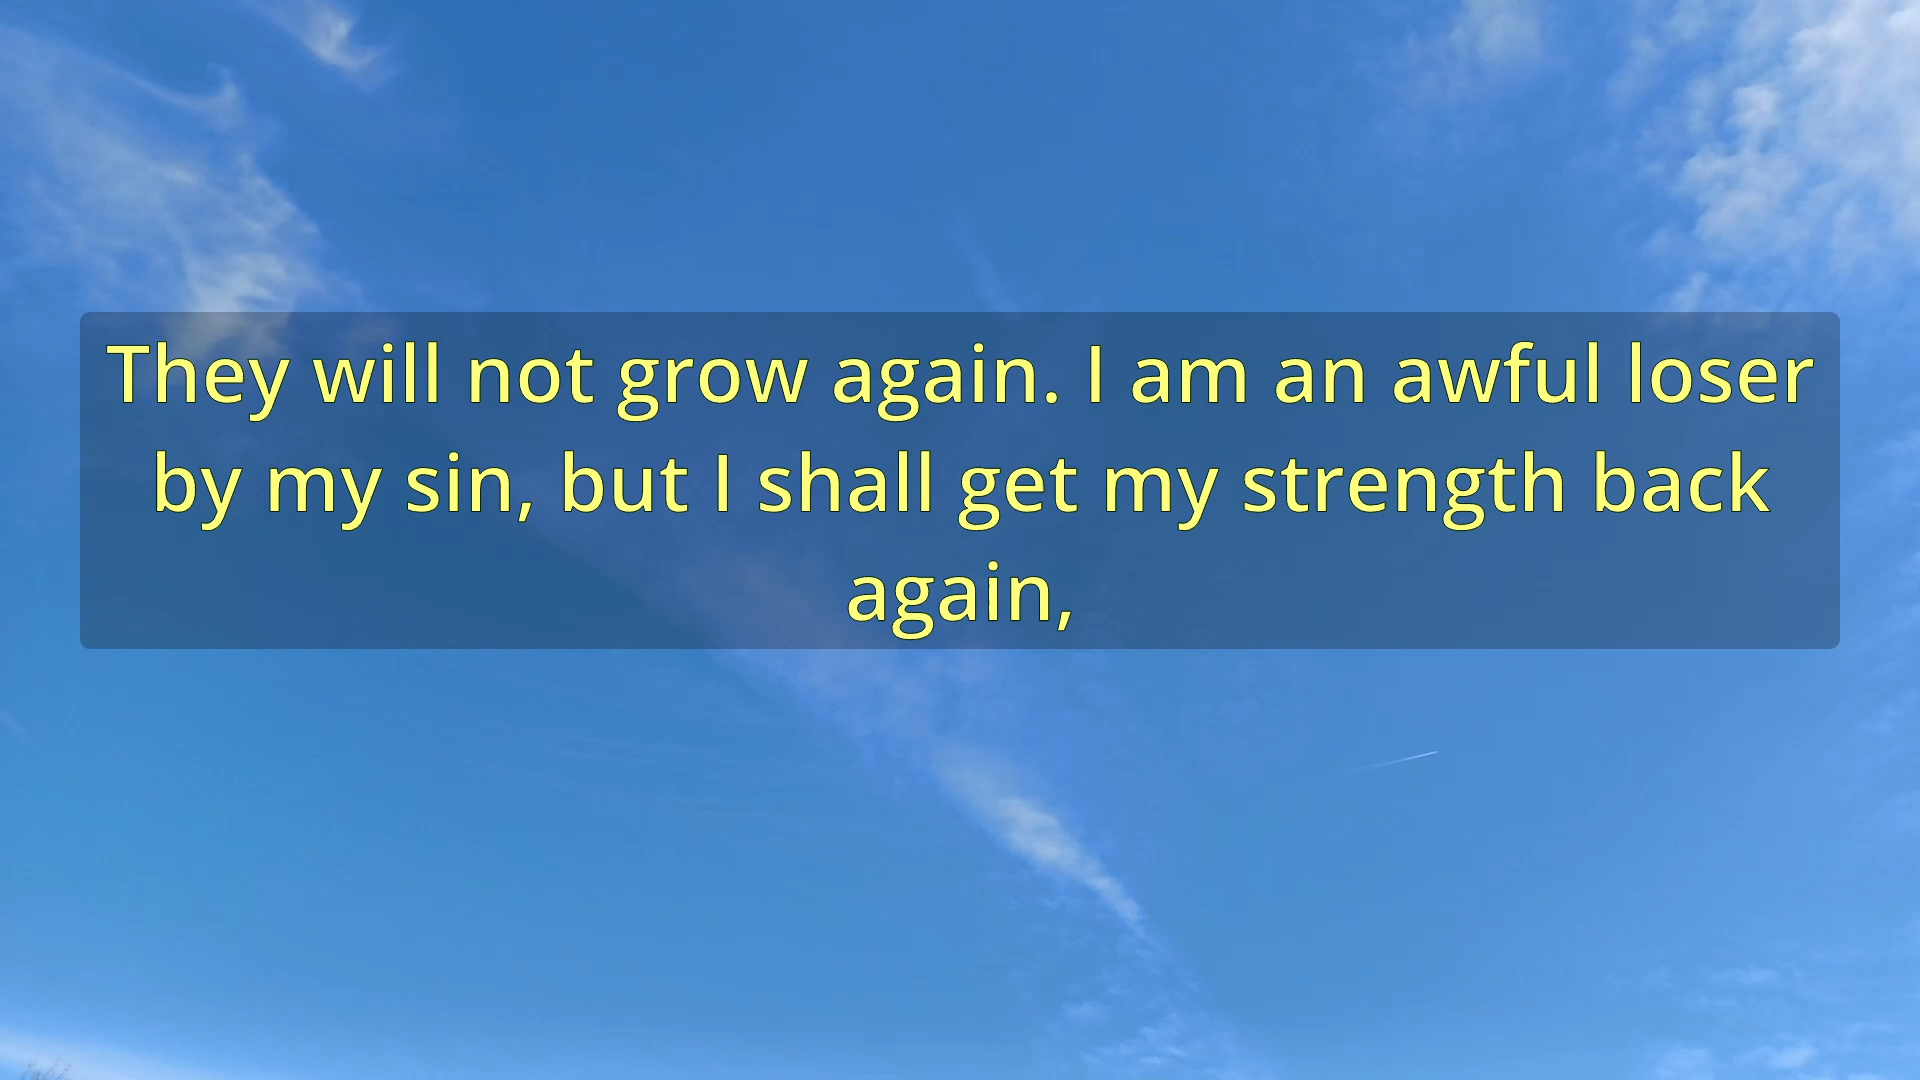 They will not grow again. I am an awful loser
by my sin, but I shall get my strength back
again,